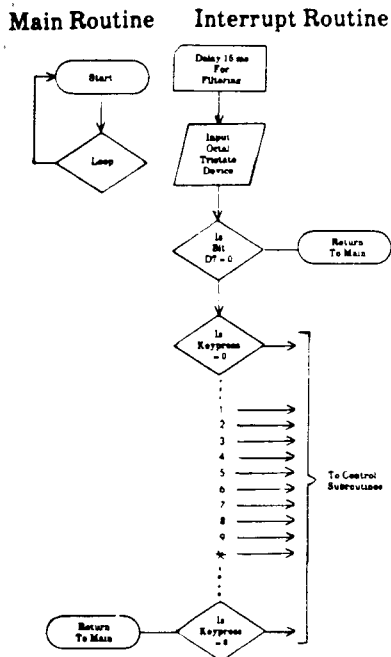 Main Routine
Interrupt Routine
Start
Loop
Delay 15 ms
For
Filtering
Input
Octal
Tristate
Device
Is
Bit
D7 = 0
Return
To Main
Is
Keypress
= 0
1
2
3
4
5
6
7
8
9
*
To Control
Subroutines
Is
Keypress
Return
To Main